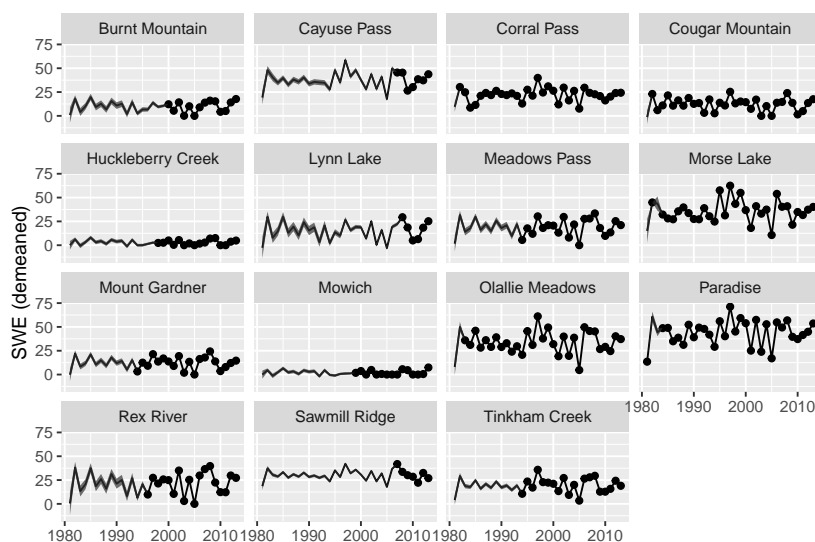 Burnt Mountain
Cayuse Pass
Corral Pass
Cougar Mountain
75
50
25
0
Huckleberry Creek
Lynn Lake
Meadows Pass
Morse Lake
75
50
25
0
SWE (demeaned)
Mount Gardner
Mowich
Olallie Meadows
Paradise
75
50
25
0
Rex River
Sawmill Ridge
Tinkham Creek
1980 1990 2000 2010
75
50
25
0
1980 1990 2000 2010 1980 1990 2000 2010 1980 1990 2000 2010